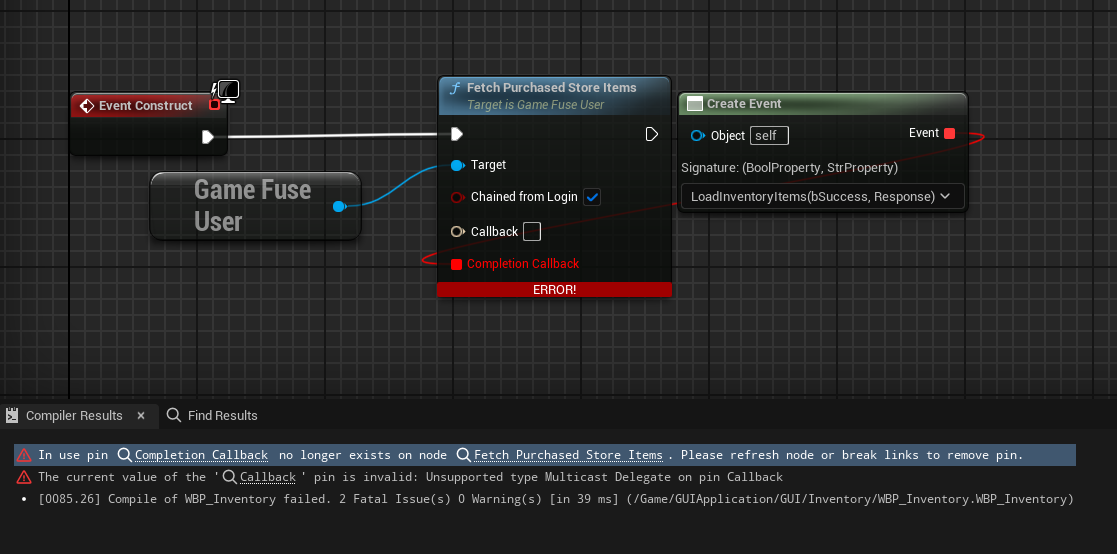 Event Construct
Game Fuse
User
f Fetch Purchased Store Items
Target is Game Fuse User
Target
Chained from Login
Callback
Completion Callback
ERROR!
Create Event
Object self
Event
Signature: (BoolProperty, StrProperty)
LoadInventoryItems(bSuccess, Response)
Compiler Results × Find Results
In use pin Completion Callback no longer exists on node Fetch Purchased Store Items . Please refresh node or break links to remove pin.
The current value of the ' Callback ' pin is invalid: Unsupported type Multicast Delegate on pin Callback
• [0085.26] Compile of WBP_Inventory failed. 2 Fatal Issue(s) 0 Warning(s) [in 39 ms] (/Game/GUIApplication/GUI/Inventory/WBP_Inventory.WBP_Inventory)